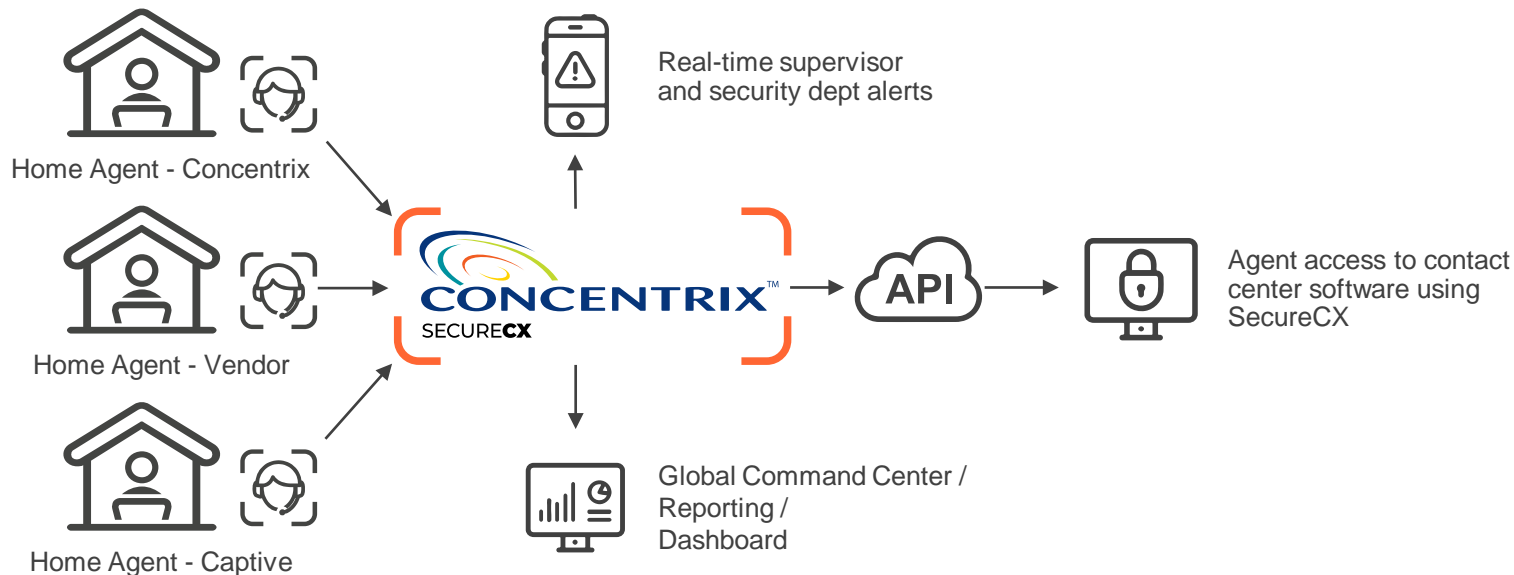 Home Agent - Concentrix
Home Agent - Vendor
Home Agent - Captive
Real-time supervisor
and security dept alerts
CONCENTRIX™
SECURECX
API
Agent access to contact
center software using
SecureCX
Global Command Center /
Reporting /
Dashboard